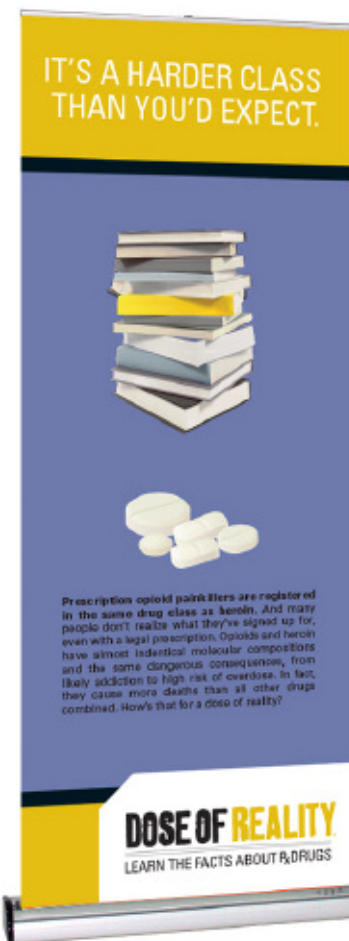 IT'S A HARDER CLASS
THAN YOU'D EXPECT.
Prescription opioid painkillers are registered
in the same drug class as heroin. And many
people don't realize what they've signed up for,
even with a legal prescription. Opioids and heroin
have almost indentical molecular compositions
and the same dangerous consequences, from
likely addiction to high risk of overdose. In fact,
they cause more deaths than all other drugs
combined. How's that for a dose of reality?
DOSE OF REALITY
LEARN THE FACTS ABOUT ℞ DRUGS